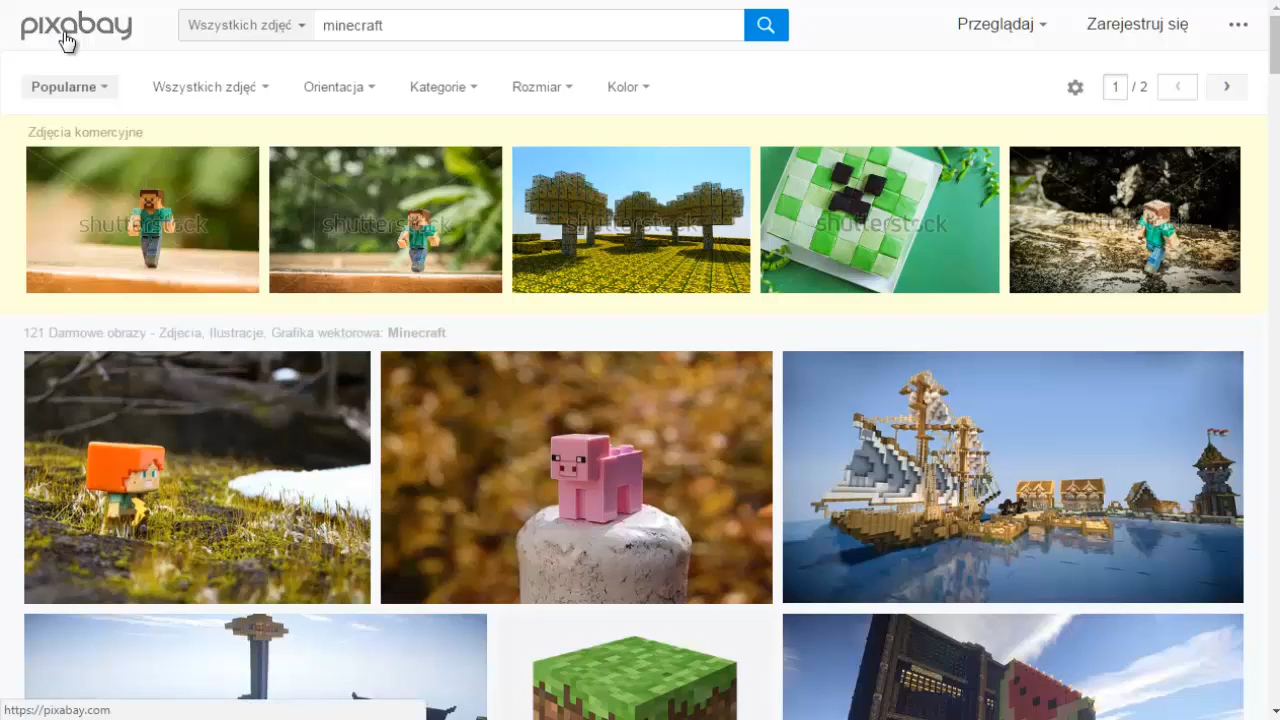 pixabay
Wszystkich zdjęć
minecraft
Przeglądaj
Zarejestruj się
Popularne
Wszystkich zdjęć
Orientacja
Kategorie
Rozmiar
Kolor
1 / 2
Zdjęcia komercyjne
shutterstock
shutterstock
shutterstock
shutterstock
shutterstock
121 Darmowe obrazy - Zdjęcia, Ilustracje, Grafika wektorowa: Minecraft
https://pixabay.com